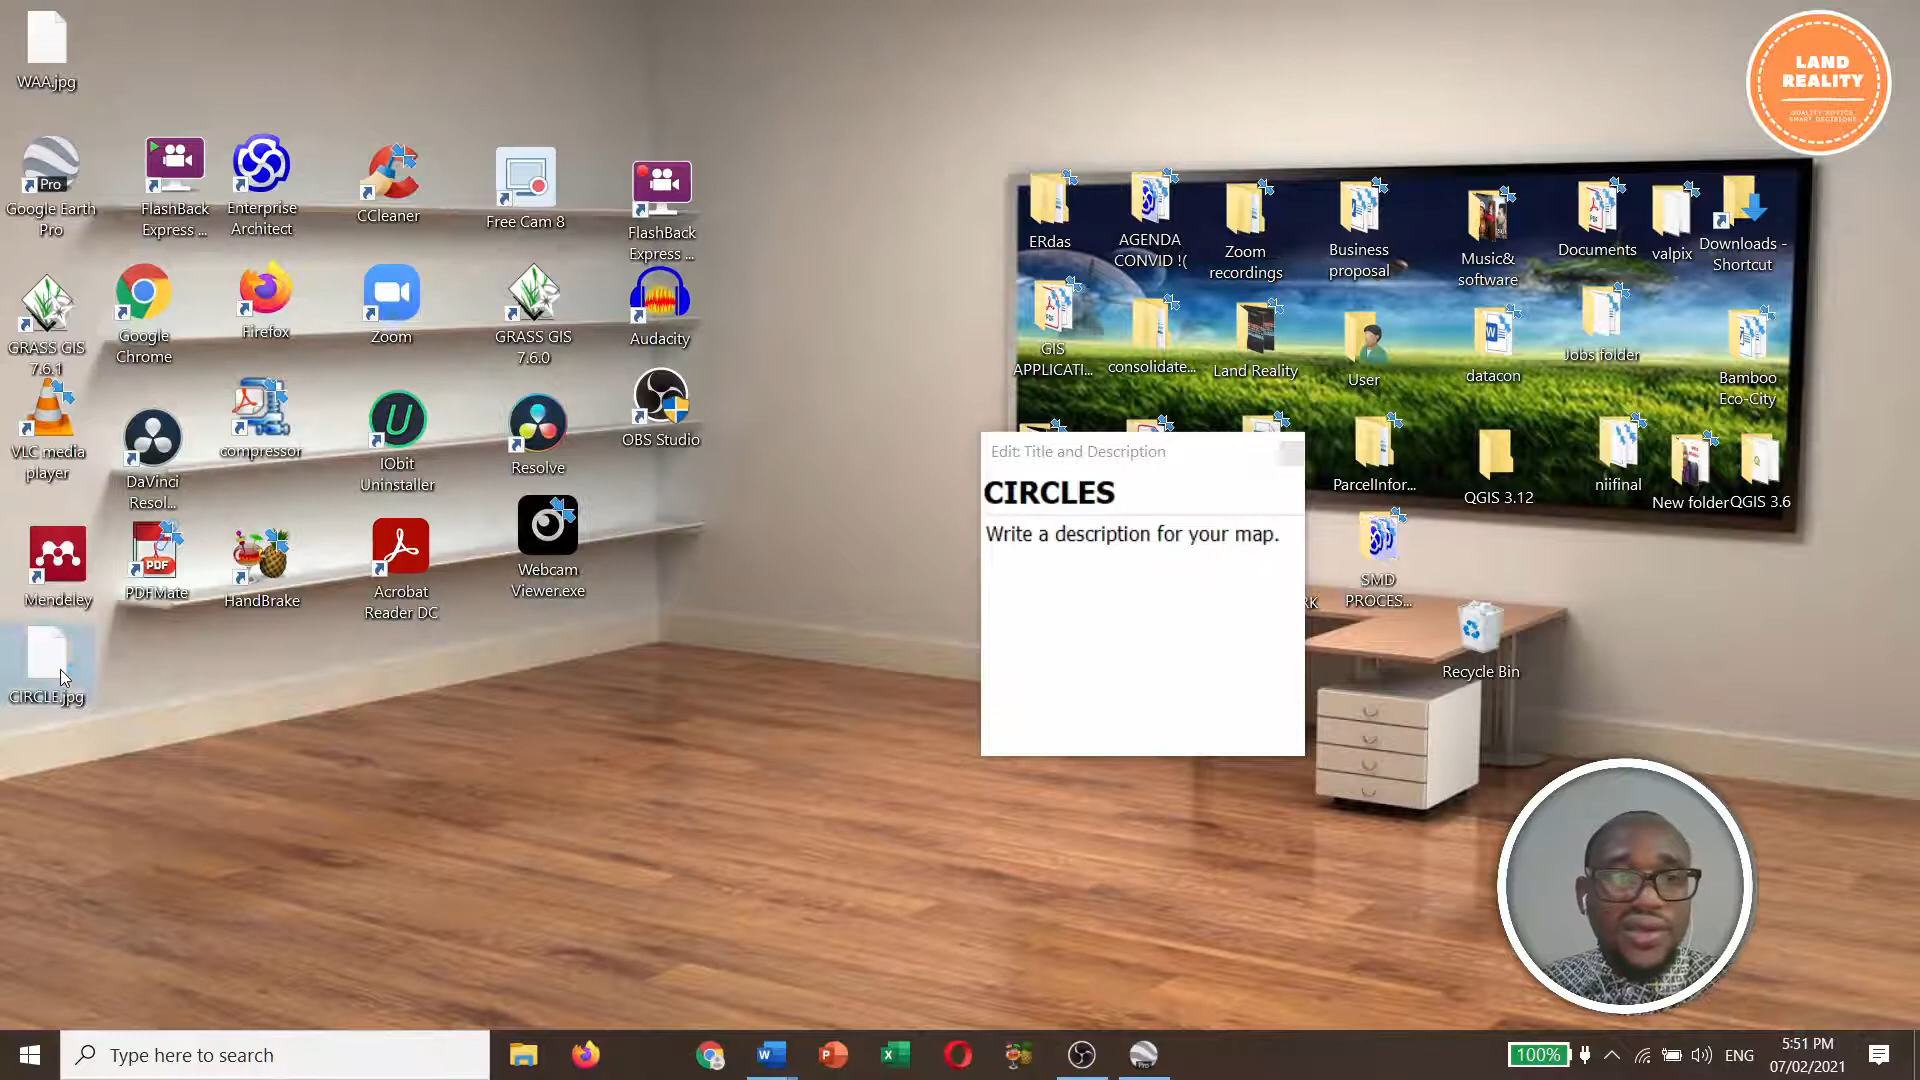 WAA.jpg
LAND
REALITY
QUALITY ADVICE,
SMART DECISIONS
Pro
Google Earth
Pro
FlashBack
Express ...
Enterprise
Architect
CCleaner
Free Cam 8
FlashBack
Express ...
ERdas
AGENDA
CONVID !(
Zoom
recordings
Business
proposal
Music&
software
Documents
valpix
Downloads -
Shortcut
GRASS GIS
7.6.1
Google
Chrome
Firefox
Zoom
GRASS GIS
7.6.0
Audacity
GIS
APPLICATI...
consolidate...
Land Reality
User
datacon
Jobs folder
Bamboo
Eco-City
VLC media
player
DaVinci
Resol...
compressor
IObit
Uninstaller
Resolve
OBS Studio
ParcelInfor...
QGIS 3.12
niifinal
New folder
QGIS 3.6
Edit: Title and Description
CIRCLES
Write a description for your map.
Mendeley
PDF
PDFMate
HandBrake
Acrobat
Reader DC
Webcam
Viewer.exe
SMD
PROCES...
RK
Recycle Bin
CIRCLE.jpg
Type here to search
100%
ENG
5:51 PM
07/02/2021